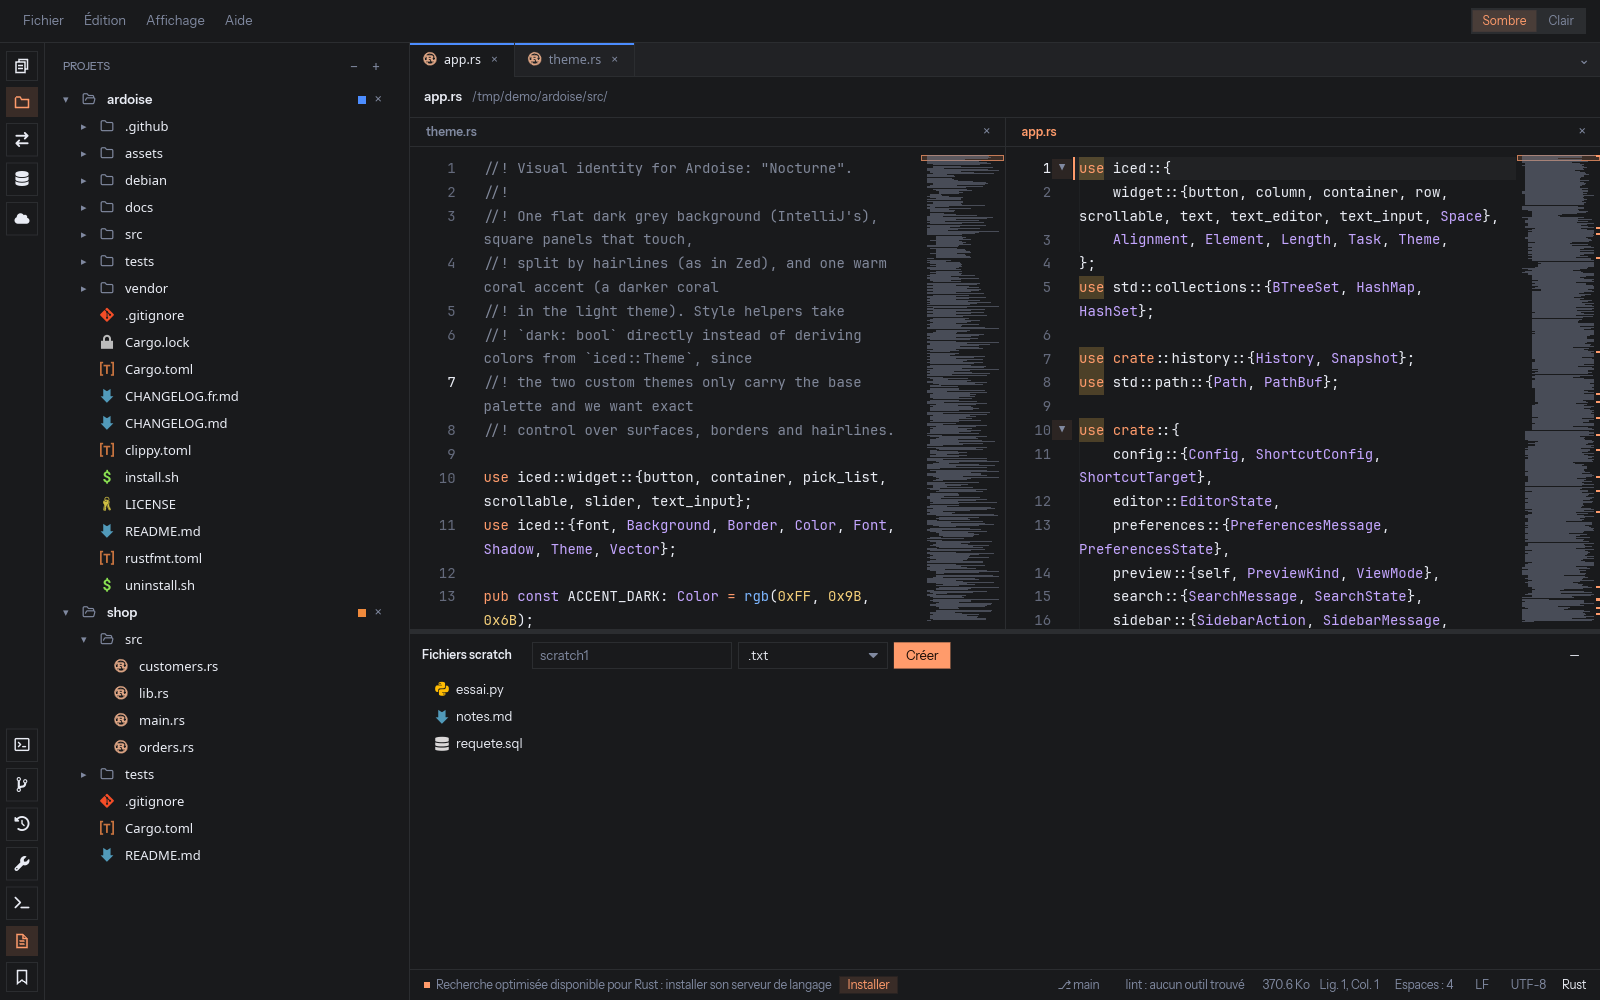 Fichier Édition Affichage Aide
Sombre Clair
PROJETS
ardoise
.github
assets
debian
docs
src
tests
vendor
.gitignore
Cargo.lock
Cargo.toml
CHANGELOG.fr.md
CHANGELOG.md
clippy.toml
install.sh
LICENSE
README.md
rustfmt.toml
uninstall.sh
shop
src
customers.rs
lib.rs
main.rs
orders.rs
tests
.gitignore
Cargo.toml
README.md
app.rs × theme.rs ×
app.rs /tmp/demo/ardoise/src/
theme.rs ×
1 //! Visual identity for Ardoise: "Nocturne".
2 //!
3 //! One flat dark grey background (IntelliJ's),
square panels that touch,
4 //! split by hairlines (as in Zed), and one warm
coral accent (a darker coral
5 //! in the light theme). Style helpers take
6 //! `dark: bool` directly instead of deriving
colors from `iced::Theme`, since
7 //! the two custom themes only carry the base
palette and we want exact
8 //! control over surfaces, borders and hairlines.
9
10 use iced::widget::{button, container, pick_list,
scrollable, slider, text_input};
11 use iced::{font, Background, Border, Color, Font,
Shadow, Theme, Vector};
12
13 pub const ACCENT_DARK: Color = rgb(0xFF, 0x9B,
0x6B);
app.rs ×
1 use iced::{
2 widget::{button, column, container, row,
scrollable, text, text_editor, text_input, Space},
3 Alignment, Element, Length, Task, Theme,
4 };
5 use std::collections::{BTreeSet, HashMap,
HashSet};
6
7 use crate::history::{History, Snapshot};
8 use std::path::{Path, PathBuf};
9
10 use crate::{
11 config::{Config, ShortcutConfig,
ShortcutTarget},
12 editor::EditorState,
13 preferences::{PreferencesMessage,
PreferencesState},
14 preview::{self, PreviewKind, ViewMode},
15 search::{SearchMessage, SearchState},
16 sidebar::{SidebarAction, SidebarMessage,
Fichiers scratch scratch1 .txt Créer
essai.py
notes.md
requete.sql
Recherche optimisée disponible pour Rust : installer son serveur de langage Installer main lint : aucun outil trouvé 370.6 Ko Lig. 1, Col. 1 Espaces : 4 LF UTF-8 Rust